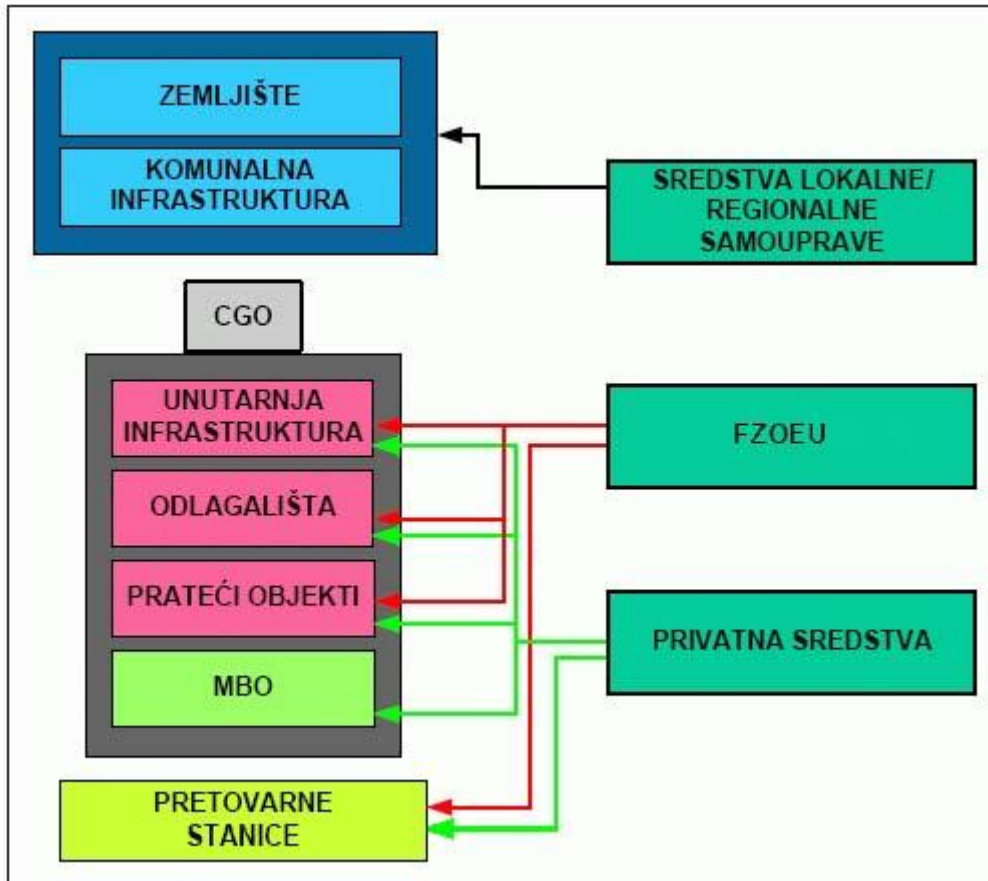 ZEMLJIŠTE
KOMUNALNA
INFRASTRUKTURA
SREDSTVA LOKALNE/
REGIONALNE
SAMOUPRAVE
CGO
UNUTARNJA
INFRASTRUKTURA
ODLAGALIŠTA
PRATEĆI OBJEKTI
MBO
FZOEU
PRIVATNA SREDSTVA
PRETOVARNE
STANICE